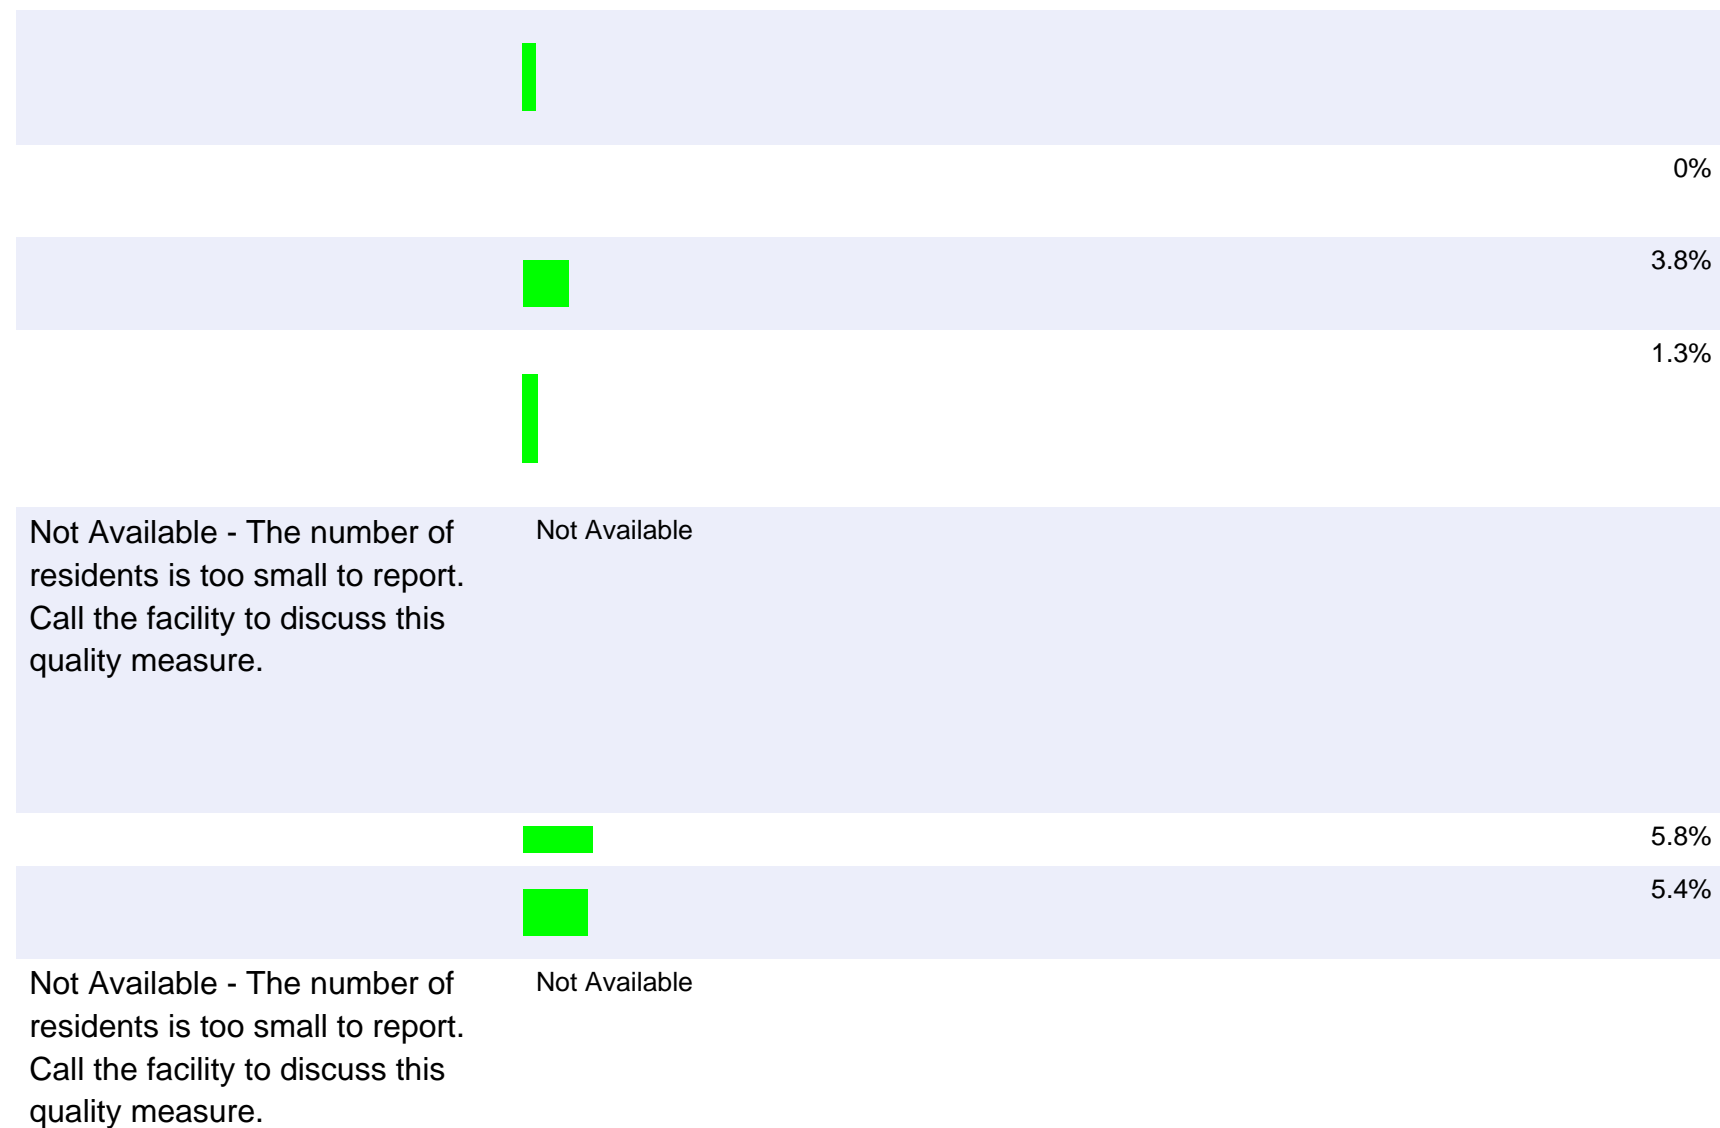 0%
3.8%
1.3%
Not Available - The number of
residents is too small to report.
Call the facility to discuss this
quality measure.
Not Available
5.8%
5.4%
Not Available - The number of
residents is too small to report.
Call the facility to discuss this
quality measure.
Not Available